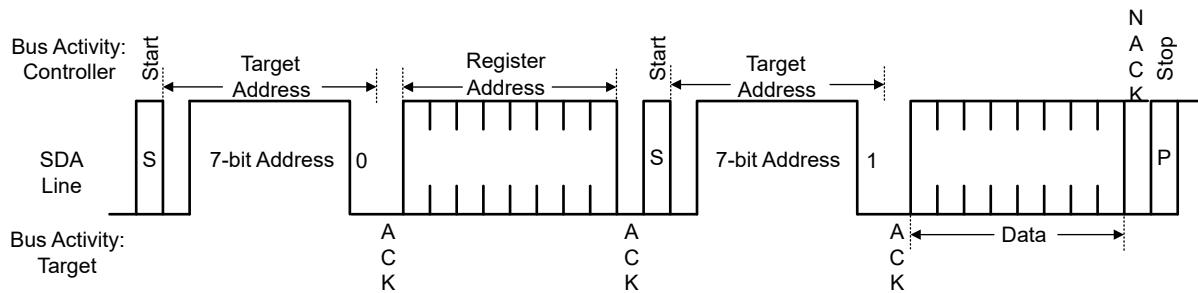 Bus Activity:
Controller
Start
Target
Address
Register
Address
Start
Target
Address
N
A
C
K
Stop
SDA
Line
S
7-bit Address
0
S
7-bit Address
1
P
Bus Activity:
Target
A
C
K
A
C
K
A
C
K
Data